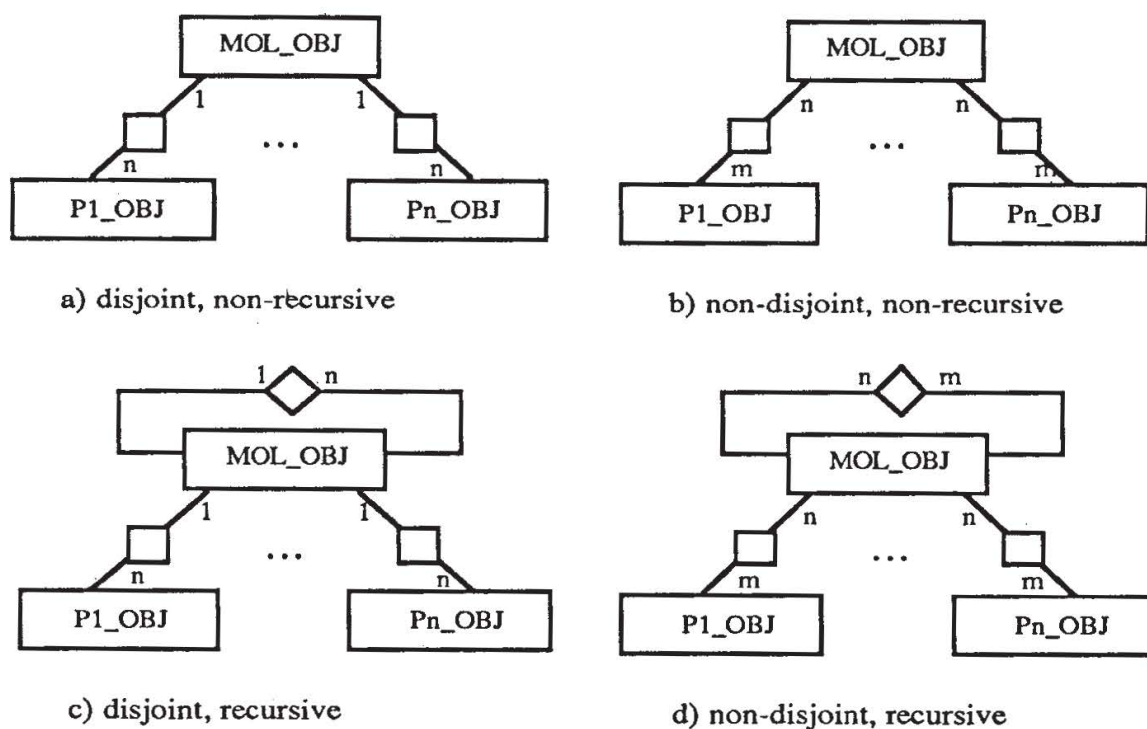 MOL_OBJ
1 1
...
n n
P1_OBJ Pn_OBJ
a) disjoint, non-recursive
MOL_OBJ
n n
...
m m
P1_OBJ Pn_OBJ
b) non-disjoint, non-recursive
1 n
MOL_OBJ
1 1
...
n n
P1_OBJ Pn_OBJ
c) disjoint, recursive
n m
MOL_OBJ
n n
...
m m
P1_OBJ Pn_OBJ
d) non-disjoint, recursive